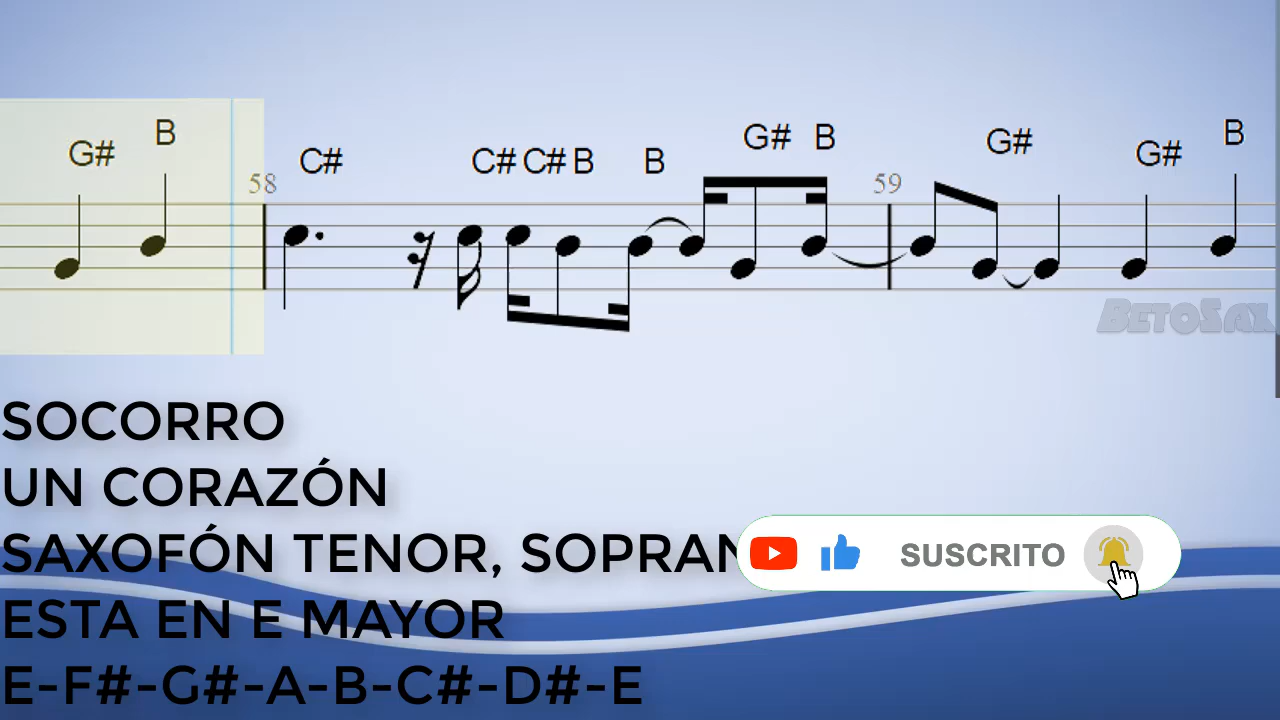 G# B
58 C# C# C# B B G# B
59 G# G# B
BETOSAX
SOCORRO
UN CORAZÓN
SAXOFÓN TENOR, SOPRAN
SUSCRITO
ESTA EN E MAYOR
E-F#-G#-A-B-C#-D#-E